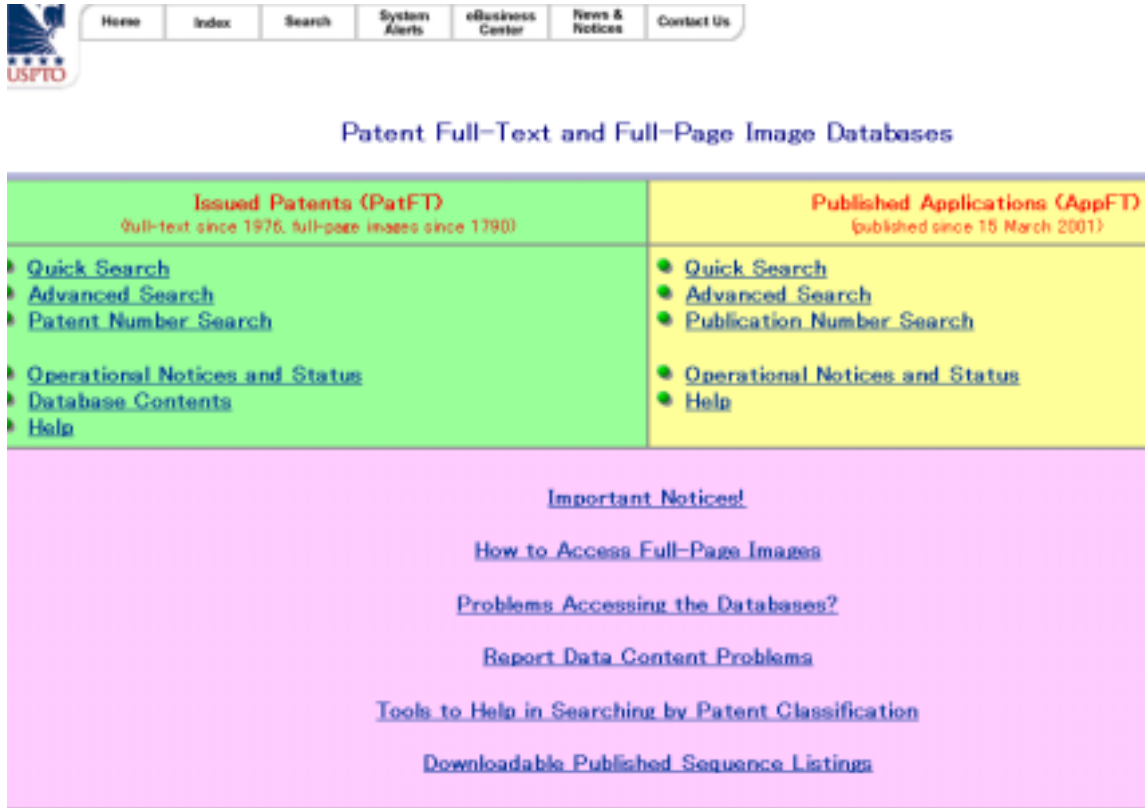 Home Index Search System Alerts eBusiness Center News & Notices Contact Us
USPTO
Patent Full-Text and Full-Page Image Databases
Issued Patents (PatFT)
(full-text since 1976, full-page images since 1790)
Published Applications (AppFT)
(published since 15 March 2001)
Quick Search
Advanced Search
Patent Number Search
Operational Notices and Status
Database Contents
Help
Quick Search
Advanced Search
Publication Number Search
Operational Notices and Status
Help
Important Notices!
How to Access Full-Page Images
Problems Accessing the Databases?
Report Data Content Problems
Tools to Help in Searching by Patent Classification
Downloadable Published Sequence Listings